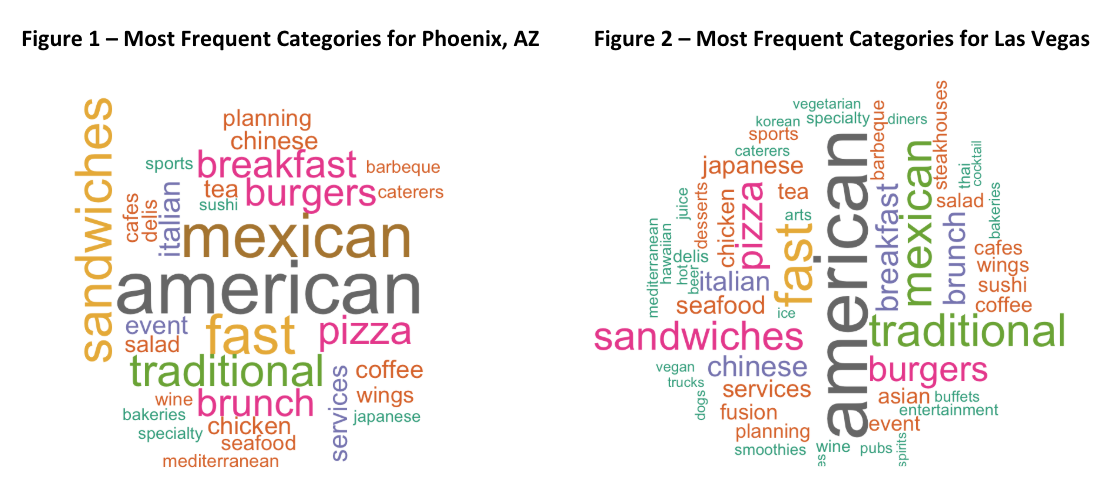 Figure 1 – Most Frequent Categories for Phoenix, AZ
planning
chinese
sandwiches
sports
breakfast
barbeque
tea
burgers
caterers
sushi
cafes
delis
italian
mexican
american
event
fast
pizza
salad
traditional
coffee
services
wine
brunch
wings
bakeries
japanese
chicken
specialty
seafood
mediterranean
Figure 2 – Most Frequent Categories for Las Vegas
vegetarian
korean
specialty
barbeque
diners
steakhouses
sports
caterers
american
mexican
thai
cocktail
japanese
juice
desserts
chicken
pizza
tea
arts
fast
breakfast
salad
brunch
bakeries
mediterranean
hawaiian
delis
hot
beer
italian
cafes
wings
sushi
seafood
ice
coffee
sandwiches
traditional
vegan
chinese
burgers
trucks
dogs
services
asian
buffets
fusion
entertainment
planning
event
smoothies
wine
pubs
spirits
es